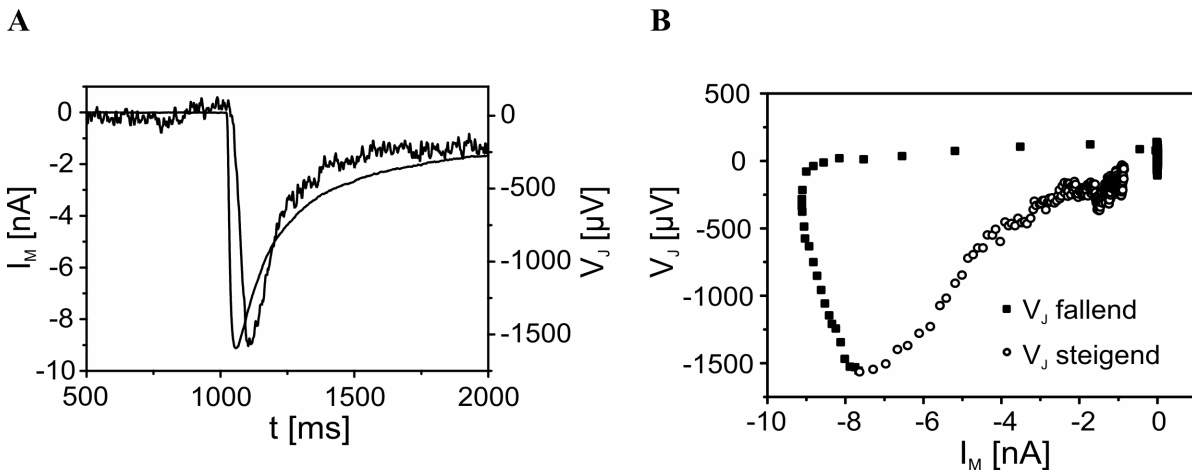 A
0
-2
-4
-6
-8
-10
I_M [nA]
0
-500
-1000
-1500
V_J [µV]
500 1000 1500 2000
t [ms]
B
500
0
-500
-1000
-1500
V_J [µV]
V_J fallend
V_J steigend
-10 -8 -6 -4 -2 0
I_M [nA]